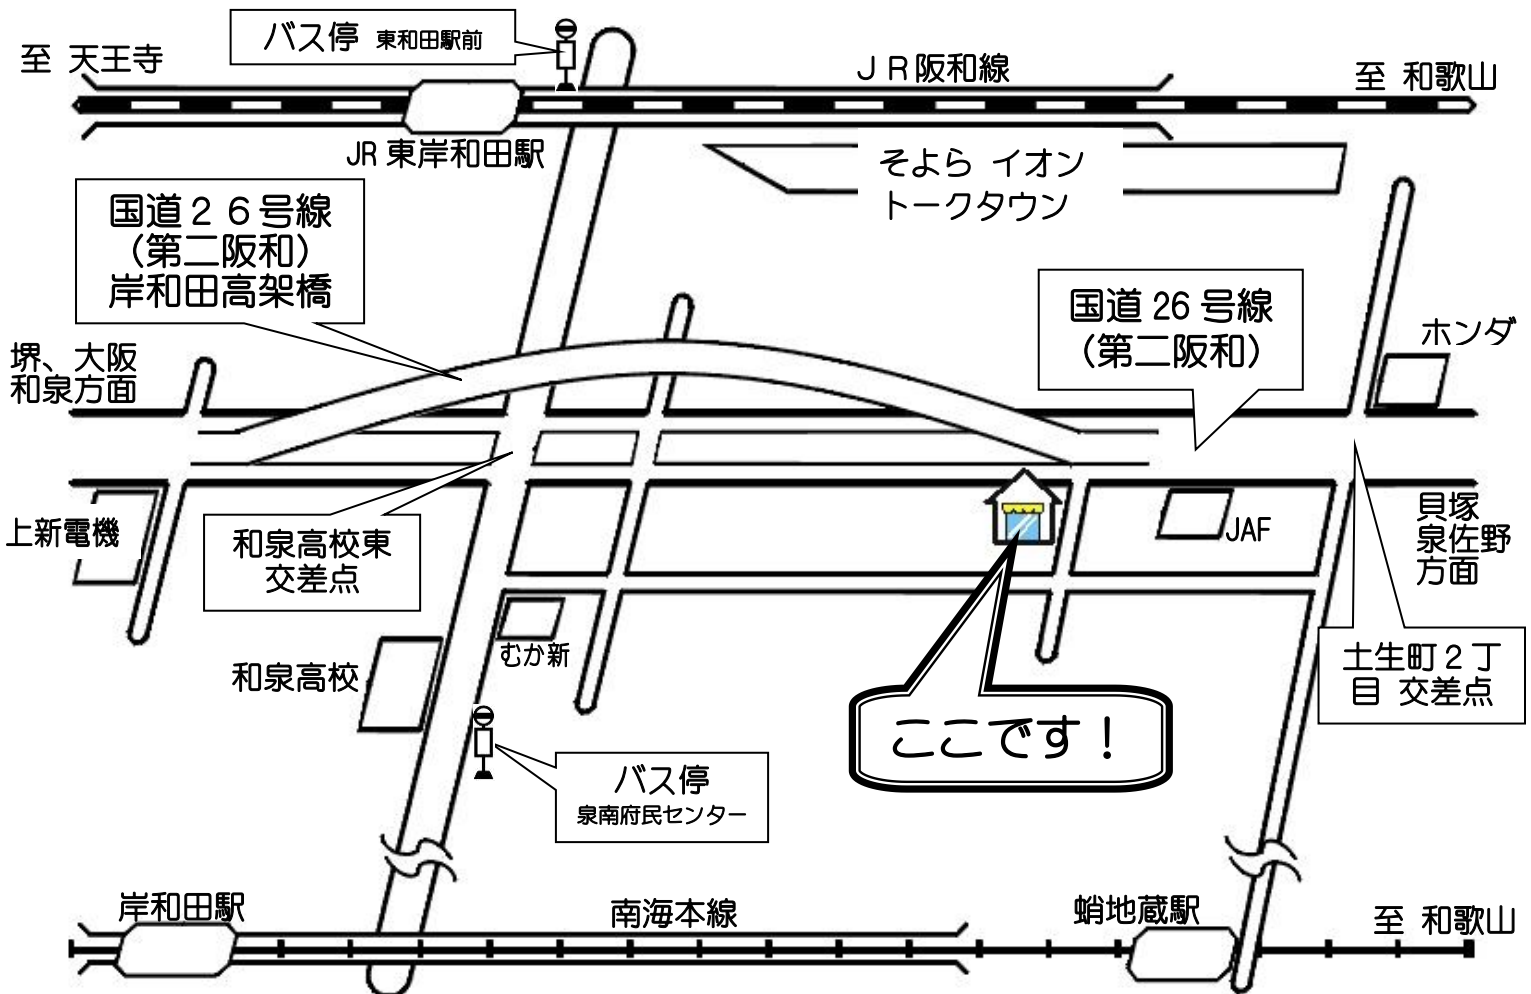 バス停 東和田駅前
至 天王寺
ＪＲ阪和線
至 和歌山
JR 東岸和田駅
そよら イオン
トークタウン
国道２６号線
（第二阪和）
岸和田高架橋
国道 26 号線
（第二阪和）
ホンダ
堺、大阪
和泉方面
上新電機
和泉高校東
交差点
JAF
貝塚
泉佐野
方面
むか新
和泉高校
土生町２丁
目 交差点
ここです！
バス停
泉南府民センター
岸和田駅
南海本線
蛸地蔵駅
至 和歌山